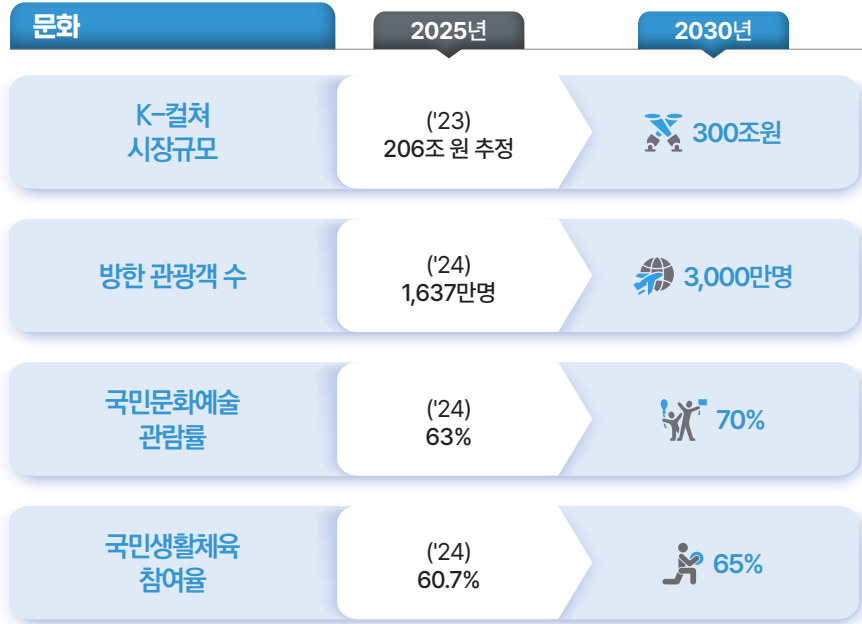 문화
2025년
2030년
K-컬쳐
시장규모
('23)
206조 원 추정
300조원
방한 관광객 수
('24)
1,637만명
3,000만명
국민문화예술
관람률
('24)
63%
70%
국민생활체육
참여율
('24)
60.7%
65%